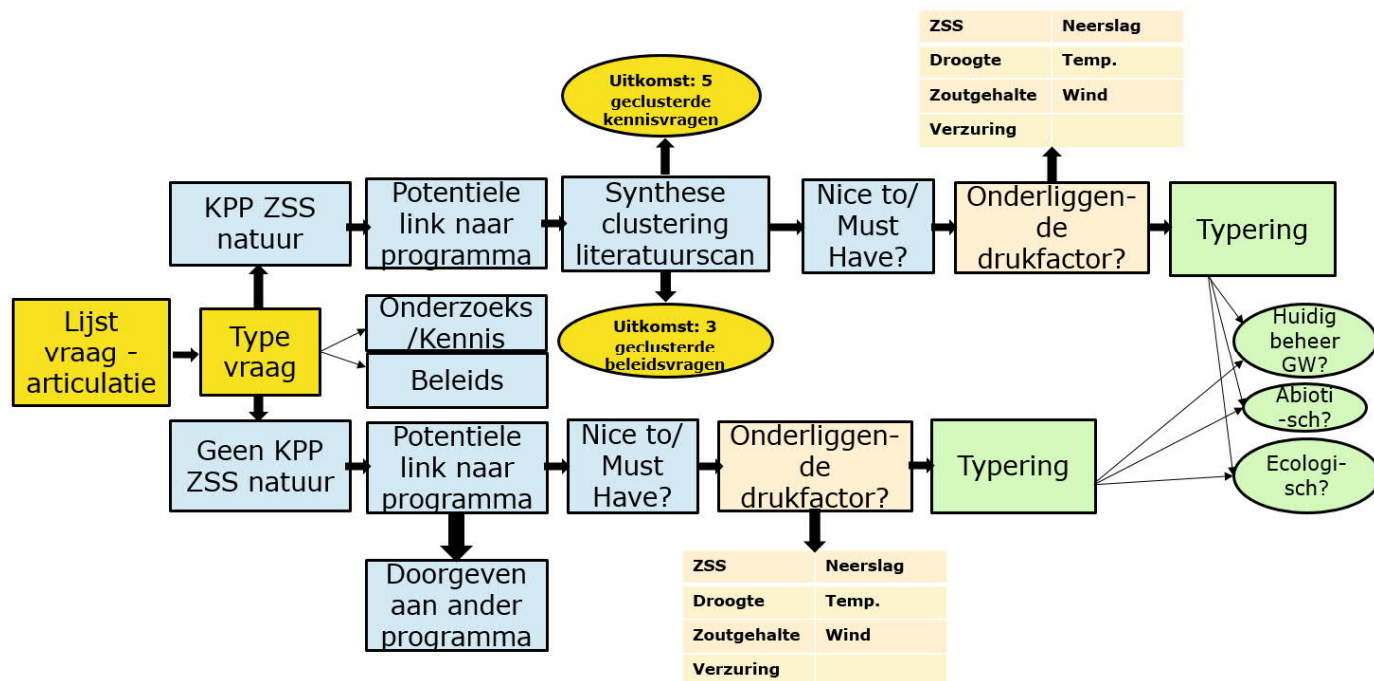 ZSS Neerslag
Droogte Temp.
Zoutgehalte Wind
Verzuring
Uitkomst: 5
geclusterde
kennisvragen
KPP ZSS
natuur
Potentiele
link naar
programma
Synthese
clustering
literatuurscan
Nice to/
Must
Have?
Onderliggen-
de
drukfactor?
Typering
Lijst
vraag -
articulatie
Type
vraag
Onderzoeks
/Kennis
Beleids
Uitkomst: 3
geclusterde
beleidsvragen
Huidig
beheer
GW?
Abioti
-sch?
Ecologi-
sch?
Geen KPP
ZSS natuur
Potentiele
link naar
programma
Nice to/
Must
Have?
Onderliggen-
de
drukfactor?
Typering
Doorgeven
aan ander
programma
ZSS Neerslag
Droogte Temp.
Zoutgehalte Wind
Verzuring